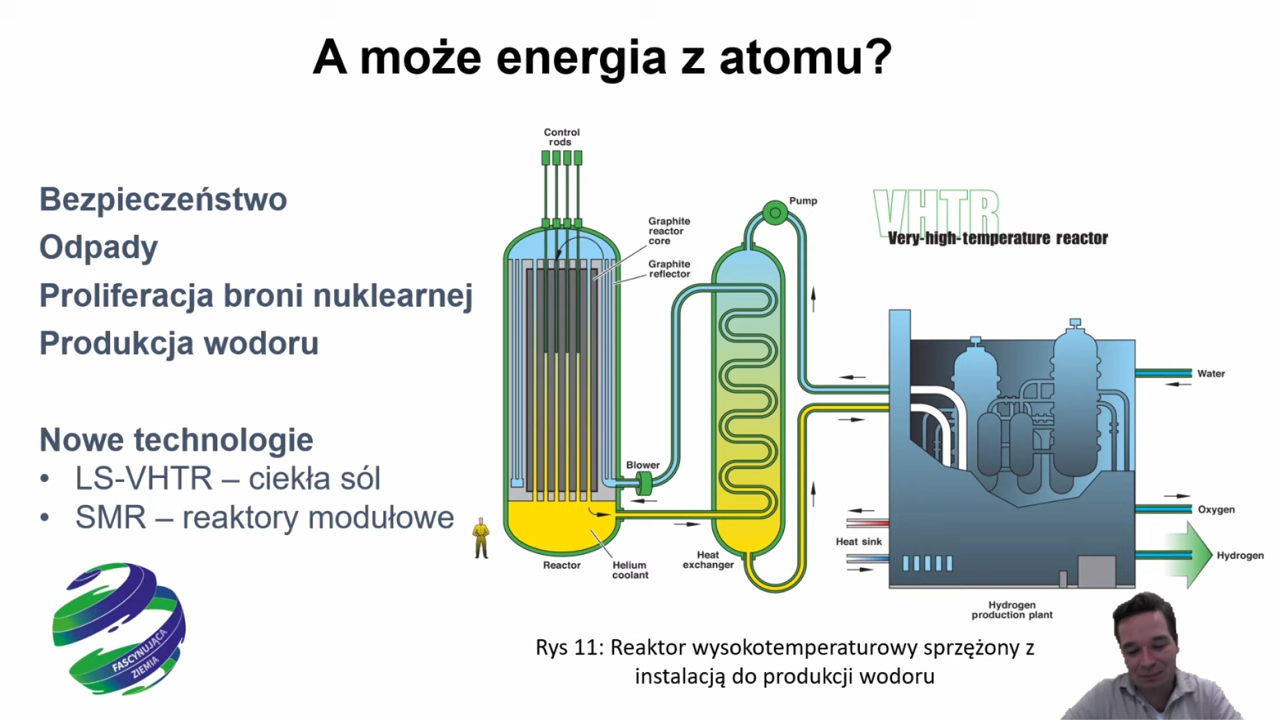 A może energia z atomu?
Bezpieczeństwo
Odpady
Proliferacja broni nuklearnej
Produkcja wodoru
Nowe technologie
• LS-VHTR – ciekła sól
• SMR – reaktory modułowe
FASCYNUJĄCA
ZIEMIA
Control
rods
Graphite
reactor
core
Graphite
reflector
Pump
VHTR
Very-high-temperature reactor
Blower
Water
Oxygen
Heat sink
Hydrogen
Reactor
Helium
coolant
Heat
exchanger
Hydrogen
production plant
Rys 11: Reaktor wysokotemperaturowy sprzężony z
instalacją do produkcji wodoru